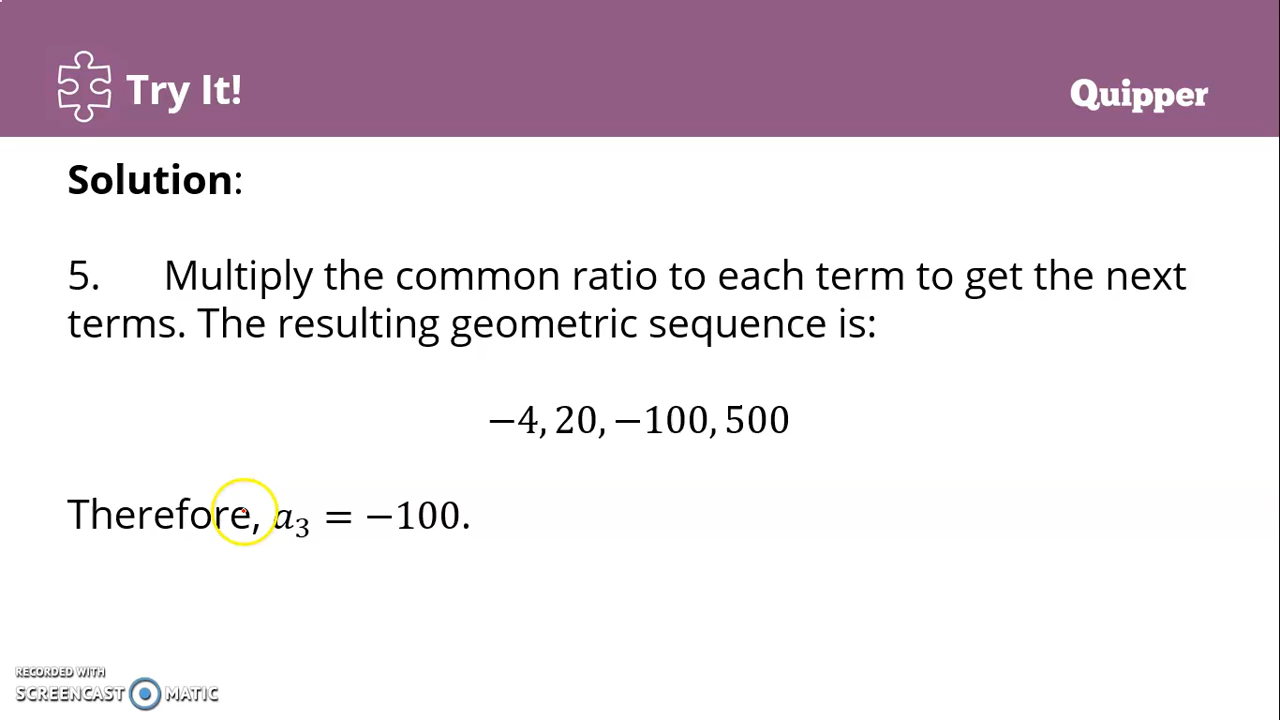 Try It!
Quipper
Solution:
5. Multiply the common ratio to each term to get the next
terms. The resulting geometric sequence is:
−4, 20, −100, 500
Therefore, a₃ = −100.
RECORDED WITH
SCREENCAST MATIC